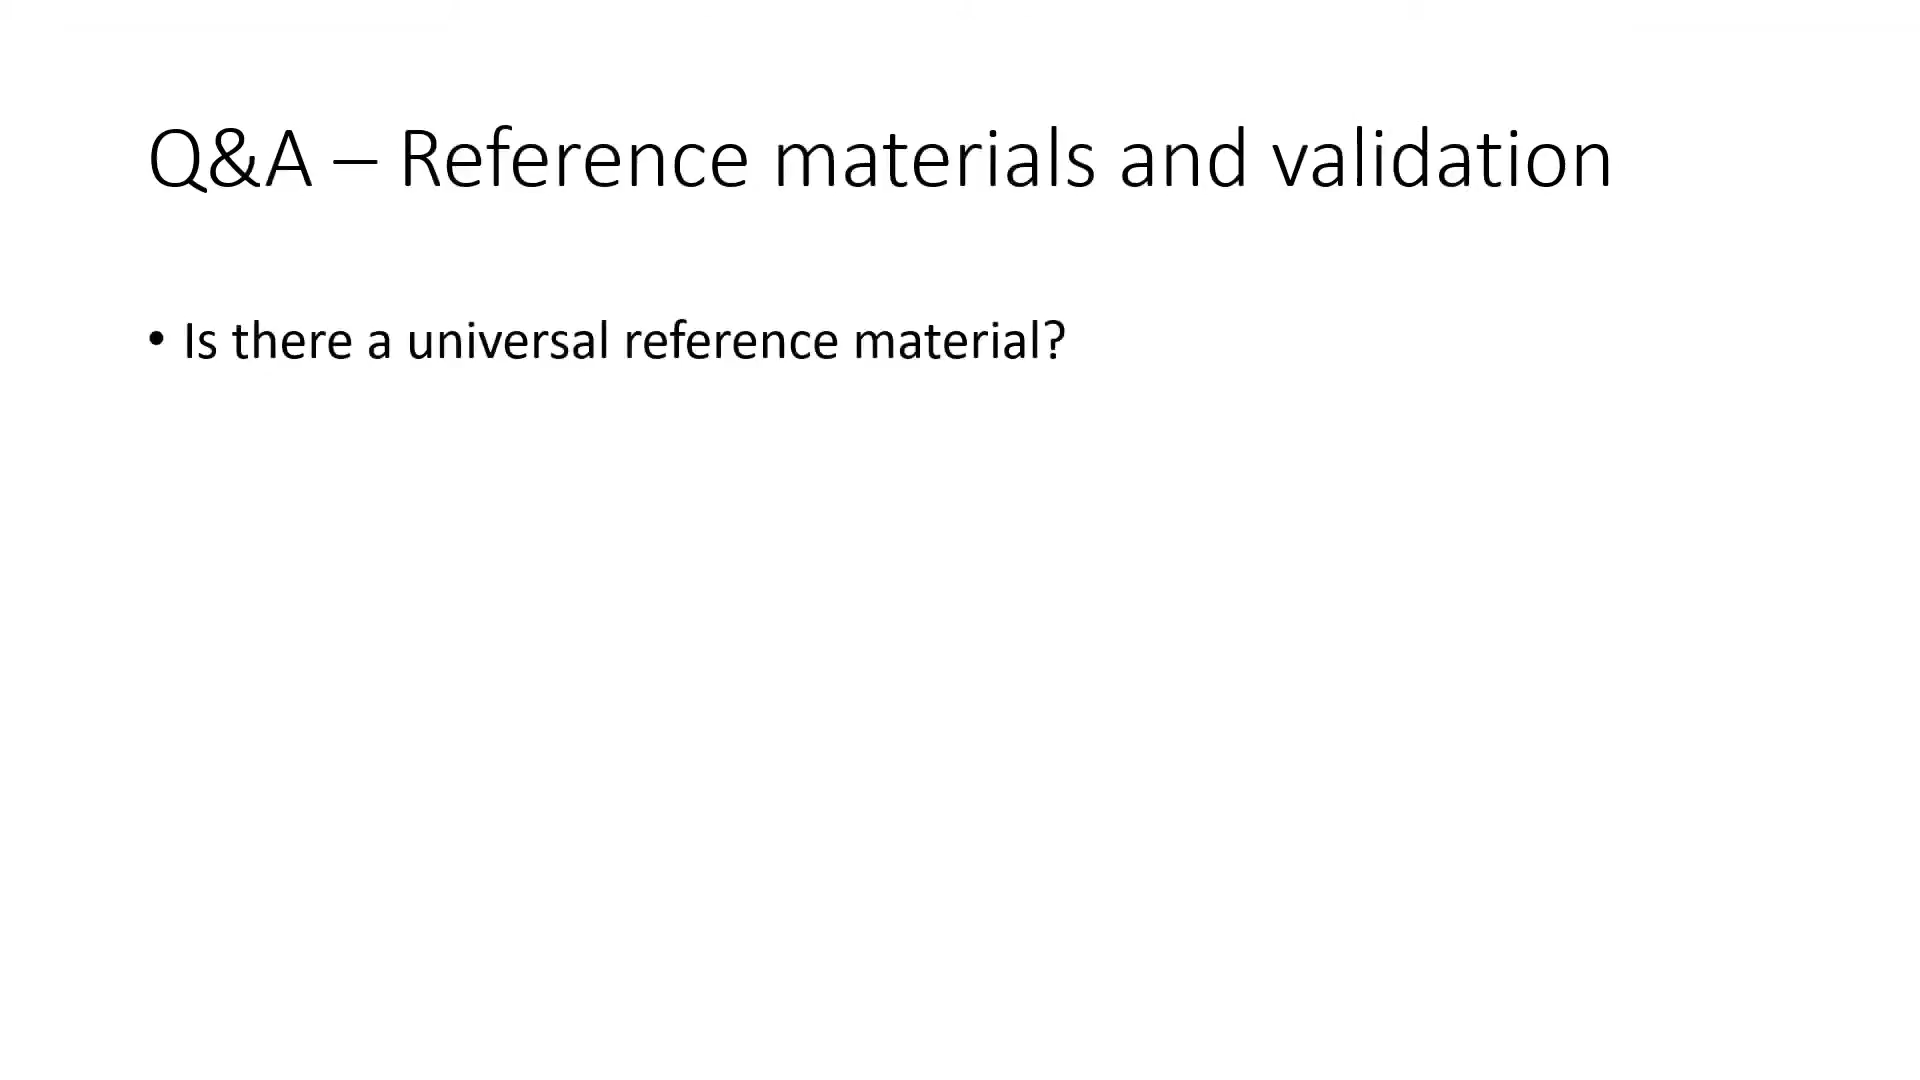 Q&A – Reference materials and validation
• Is there a universal reference material?